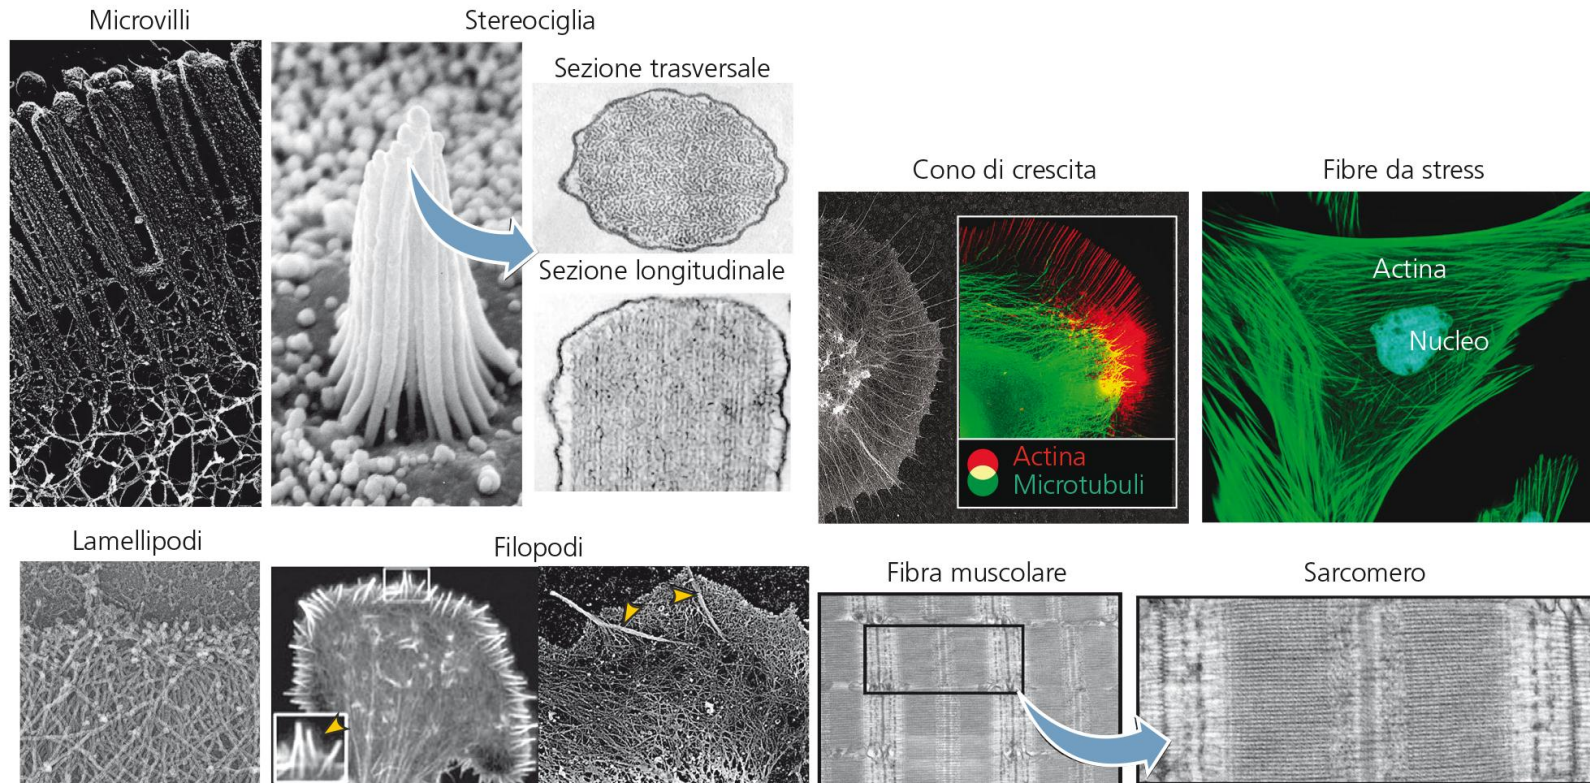 Microvilli
Stereociglia
Sezione trasversale
Sezione longitudinale
Cono di crescita
Actina
Microtubuli
Fibre da stress
Actina
Nucleo
Lamellipodi
Filopodi
Fibra muscolare
Sarcomero